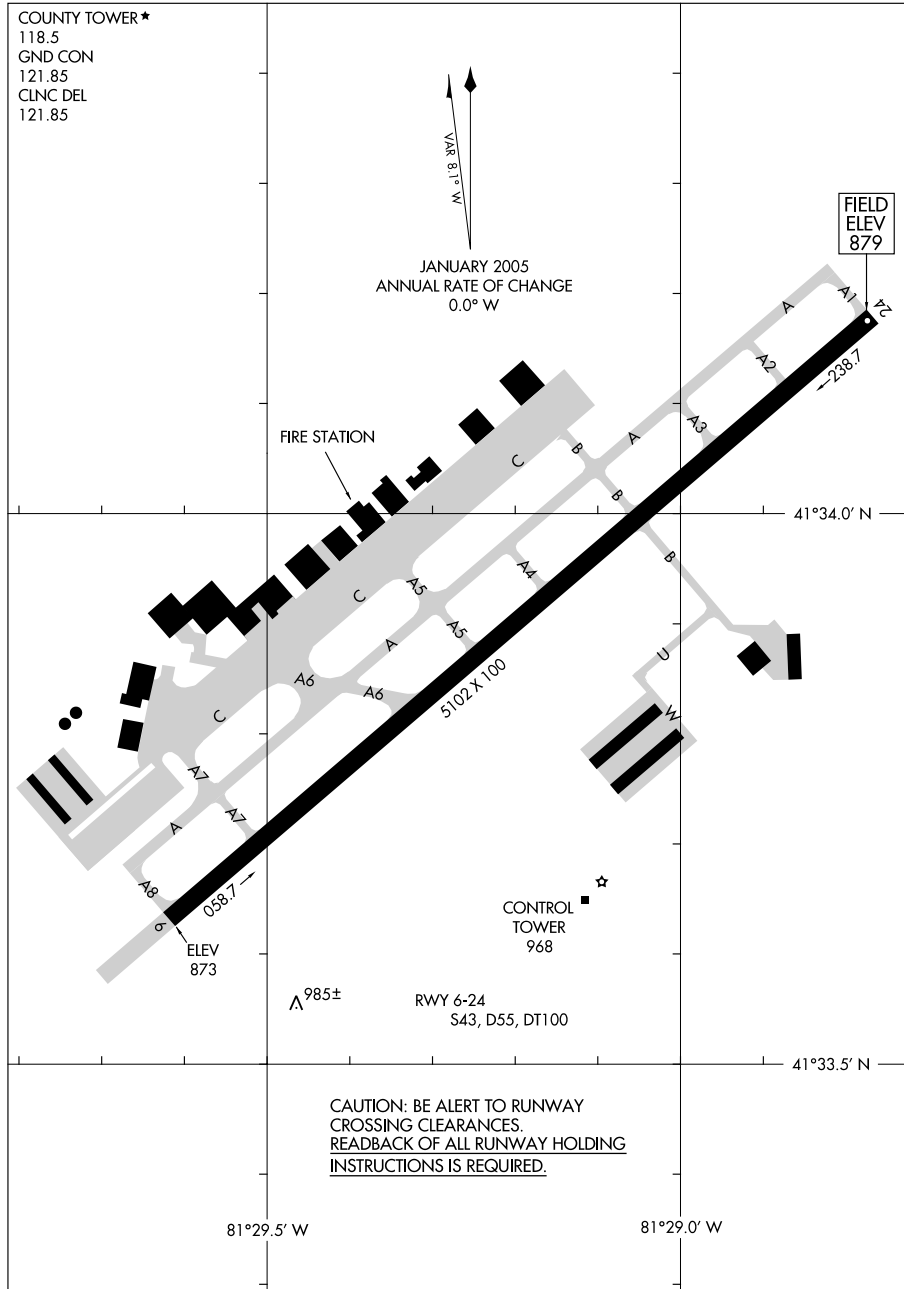 COUNTY TOWER★
118.5
GND CON
121.85
CLNC DEL
121.85
VAR 8.1° W
JANUARY 2005
ANNUAL RATE OF CHANGE
0.0° W
FIELD
ELEV
879
A1
24
A
A2
238.7
A3
A
B
C
FIRE STATION
B
41°34.0' N
B
A4
A5
C
A5
A
U
A6
A6
5102 X 100
C
W
A7
A7
A
A8
058.7
6
ELEV
873
CONTROL
TOWER
968
985±
RWY 6-24
S43, D55, DT100
41°33.5' N
CAUTION: BE ALERT TO RUNWAY
CROSSING CLEARANCES.
READBACK OF ALL RUNWAY HOLDING
INSTRUCTIONS IS REQUIRED.
81°29.5' W
81°29.0' W